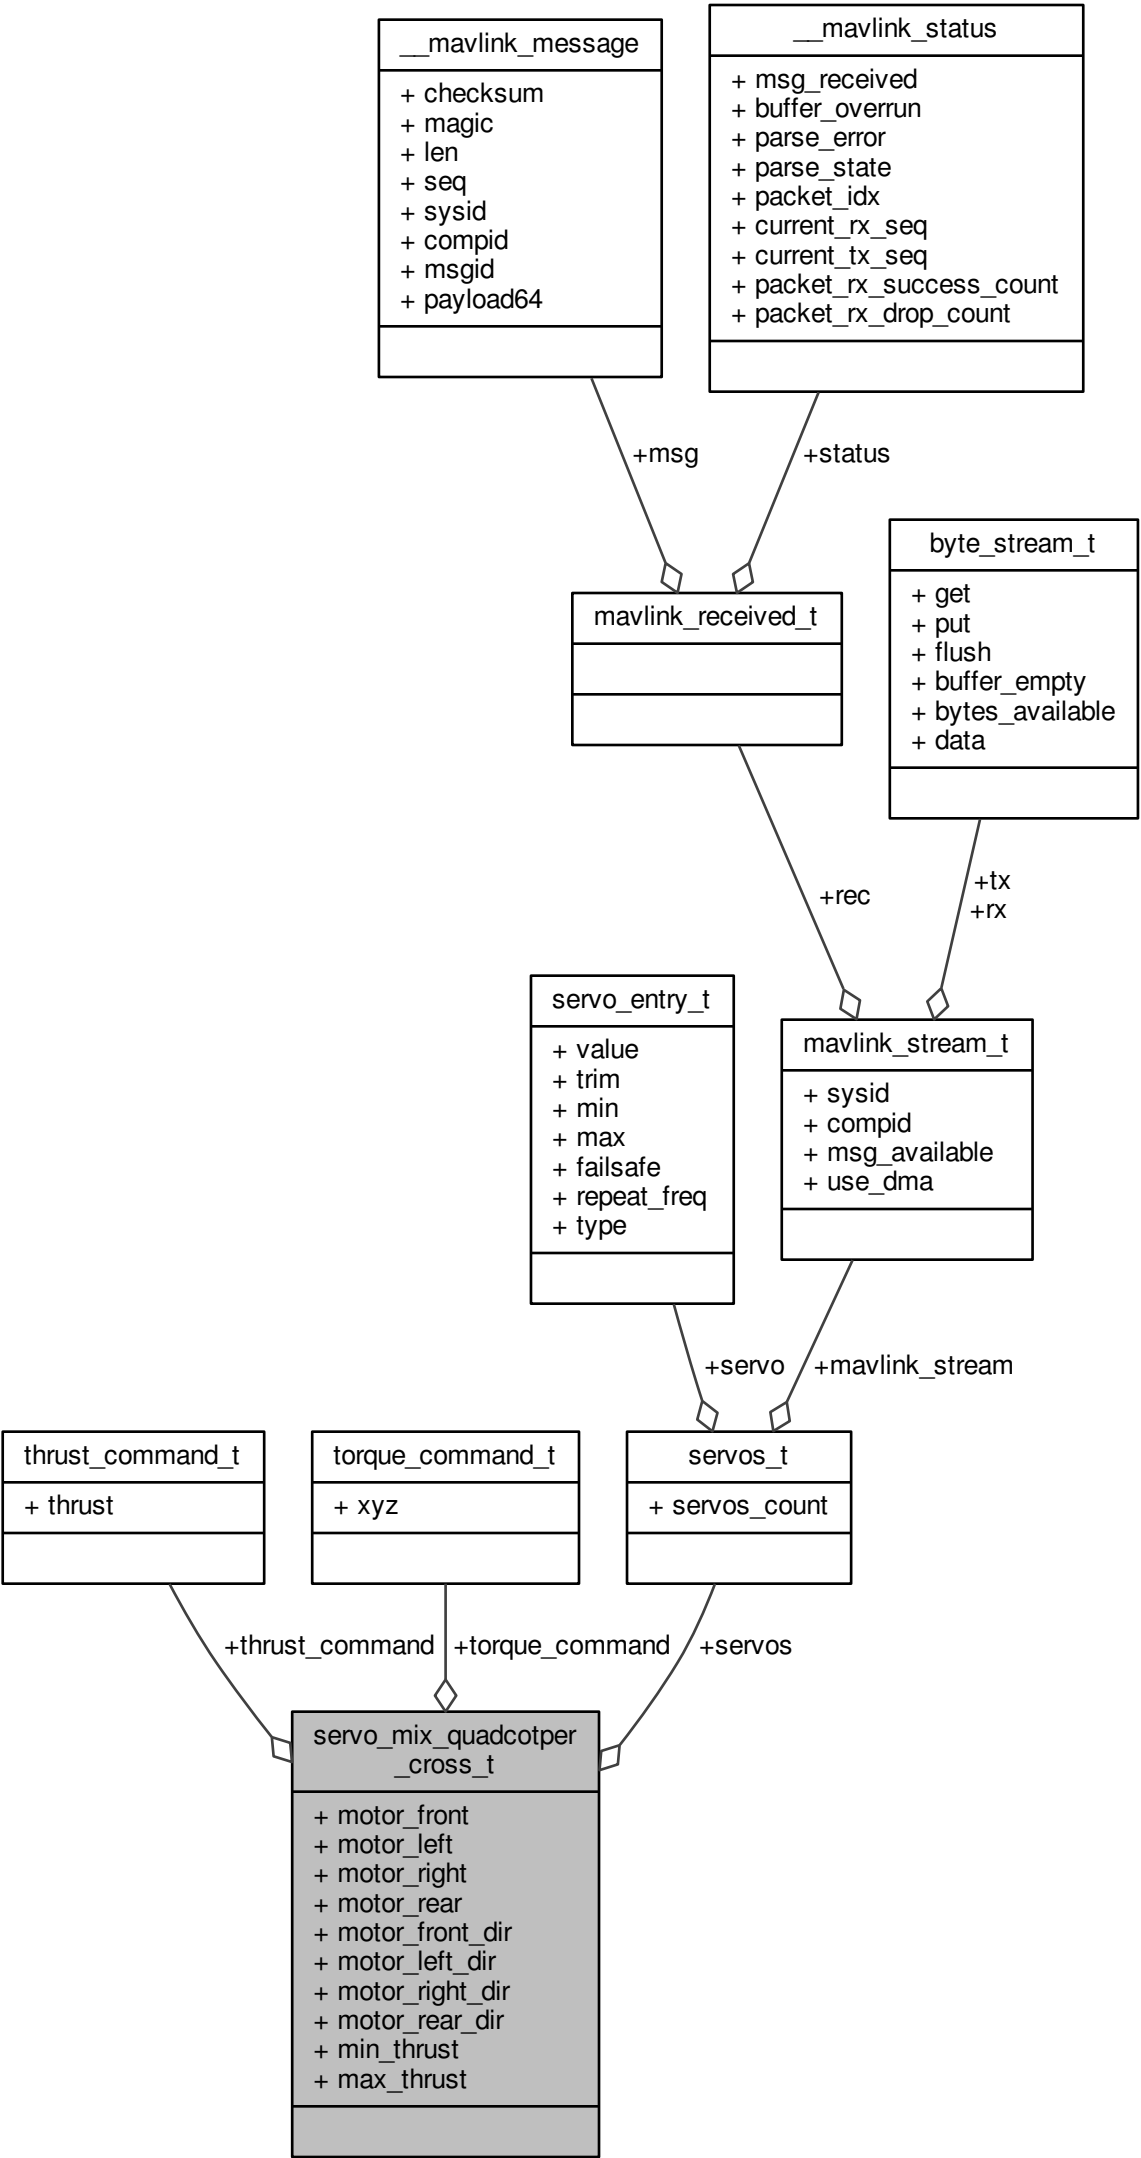 __mavlink_message
+ checksum
+ magic
+ len
+ seq
+ sysid
+ compid
+ msgid
+ payload64
__mavlink_status
+ msg_received
+ buffer_overrun
+ parse_error
+ parse_state
+ packet_idx
+ current_rx_seq
+ current_tx_seq
+ packet_rx_success_count
+ packet_rx_drop_count
+msg
+status
mavlink_received_t
byte_stream_t
+ get
+ put
+ flush
+ buffer_empty
+ bytes_available
+ data
+rec
+tx
+rx
servo_entry_t
+ value
+ trim
+ min
+ max
+ failsafe
+ repeat_freq
+ type
mavlink_stream_t
+ sysid
+ compid
+ msg_available
+ use_dma
+servo
+mavlink_stream
thrust_command_t
+ thrust
torque_command_t
+ xyz
servos_t
+ servos_count
+thrust_command
+torque_command
+servos
servo_mix_quadcotper
_cross_t
+ motor_front
+ motor_left
+ motor_right
+ motor_rear
+ motor_front_dir
+ motor_left_dir
+ motor_right_dir
+ motor_rear_dir
+ min_thrust
+ max_thrust